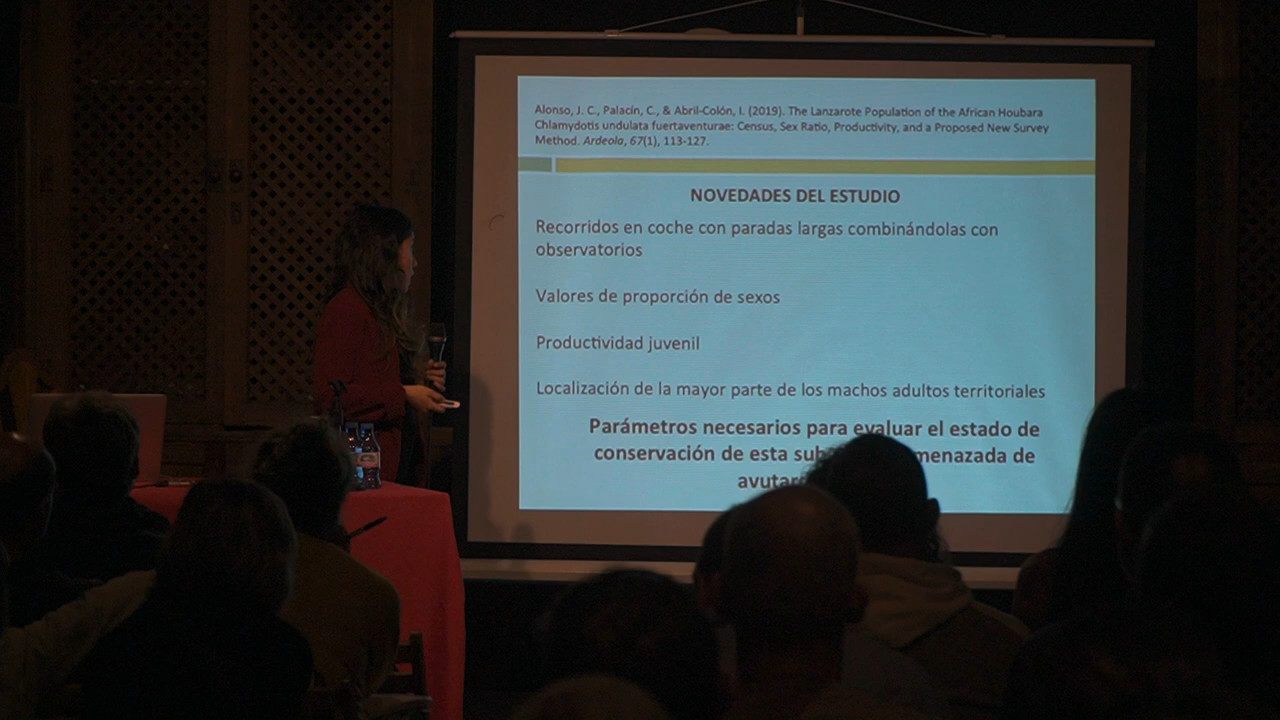 Alonso, J. C., Palacín, C., & Abril-Colón, I. (2019). The Lanzarote Population of the African Houbara
Chlamydotis undulata fuertaventurae: Census, Sex Ratio, Productivity, and a Proposed New Survey
Method. Ardeola, 67(1), 113-127.
NOVEDADES DEL ESTUDIO
Recorridos en coche con paradas largas combinándolas con
observatorios
Valores de proporción de sexos
Productividad juvenil
Localización de la mayor parte de los machos adultos territoriales
Parámetros necesarios para evaluar el estado de
conservación de esta de